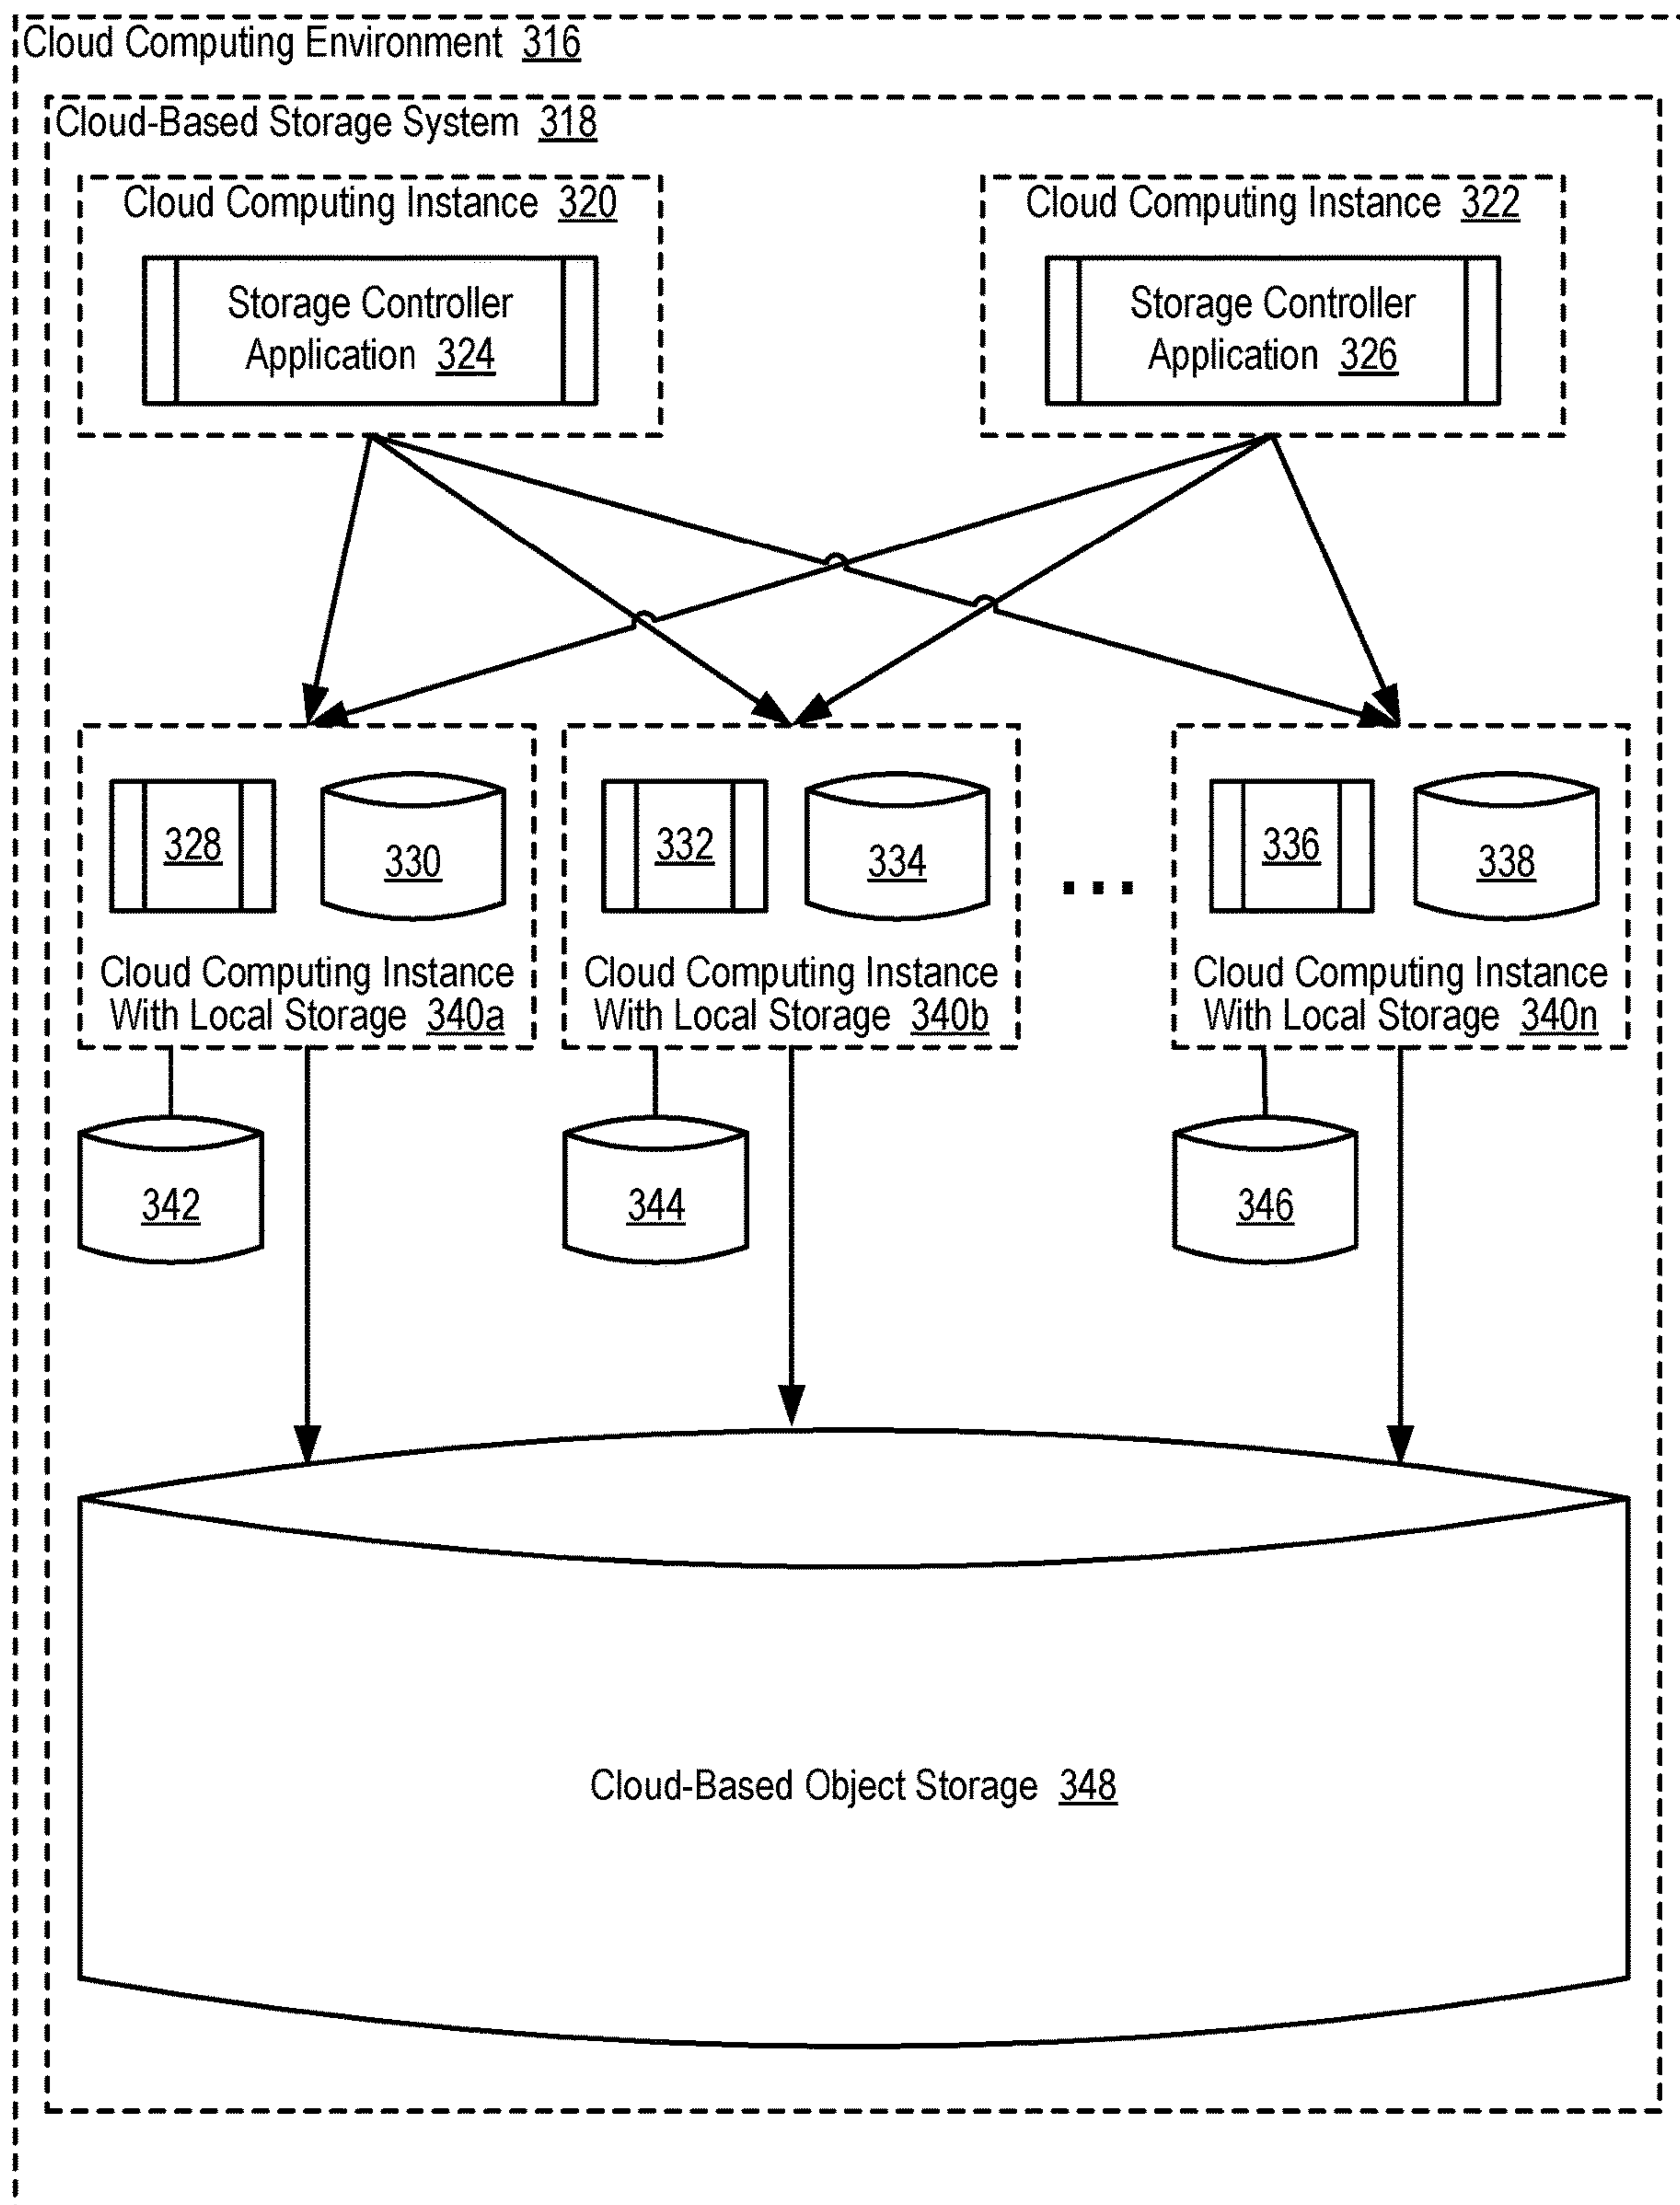 Cloud Computing Environment 316
Cloud-Based Storage System 318
Cloud Computing Instance 320
Storage Controller
Application 324
Cloud Computing Instance 322
Storage Controller
Application 326
328
330
Cloud Computing Instance
With Local Storage 340a
332
334
Cloud Computing Instance
With Local Storage 340b
...
336
338
Cloud Computing Instance
With Local Storage 340n
342
344
346
Cloud-Based Object Storage 348